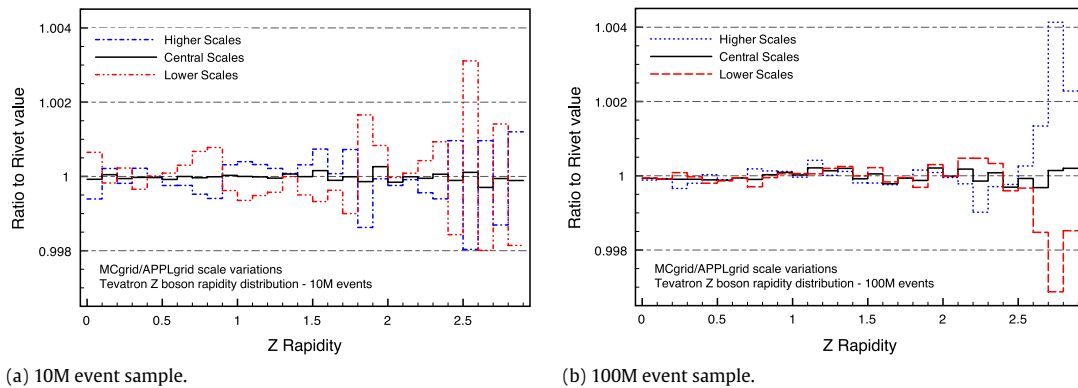 Ratio to Rivet value
1.004
1.002
1
0.998
Higher Scales
Central Scales
Lower Scales
MCgrid/APPLgrid scale variations
Tevatron Z boson rapidity distribution - 10M events
0 0.5 1 1.5 2 2.5
Z Rapidity
(a) 10M event sample.
Ratio to Rivet value
1.004
1.002
1
0.998
Higher Scales
Central Scales
Lower Scales
MCgrid/APPLgrid scale variations
Tevatron Z boson rapidity distribution - 100M events
0 0.5 1 1.5 2 2.5
Z Rapidity
(b) 100M event sample.